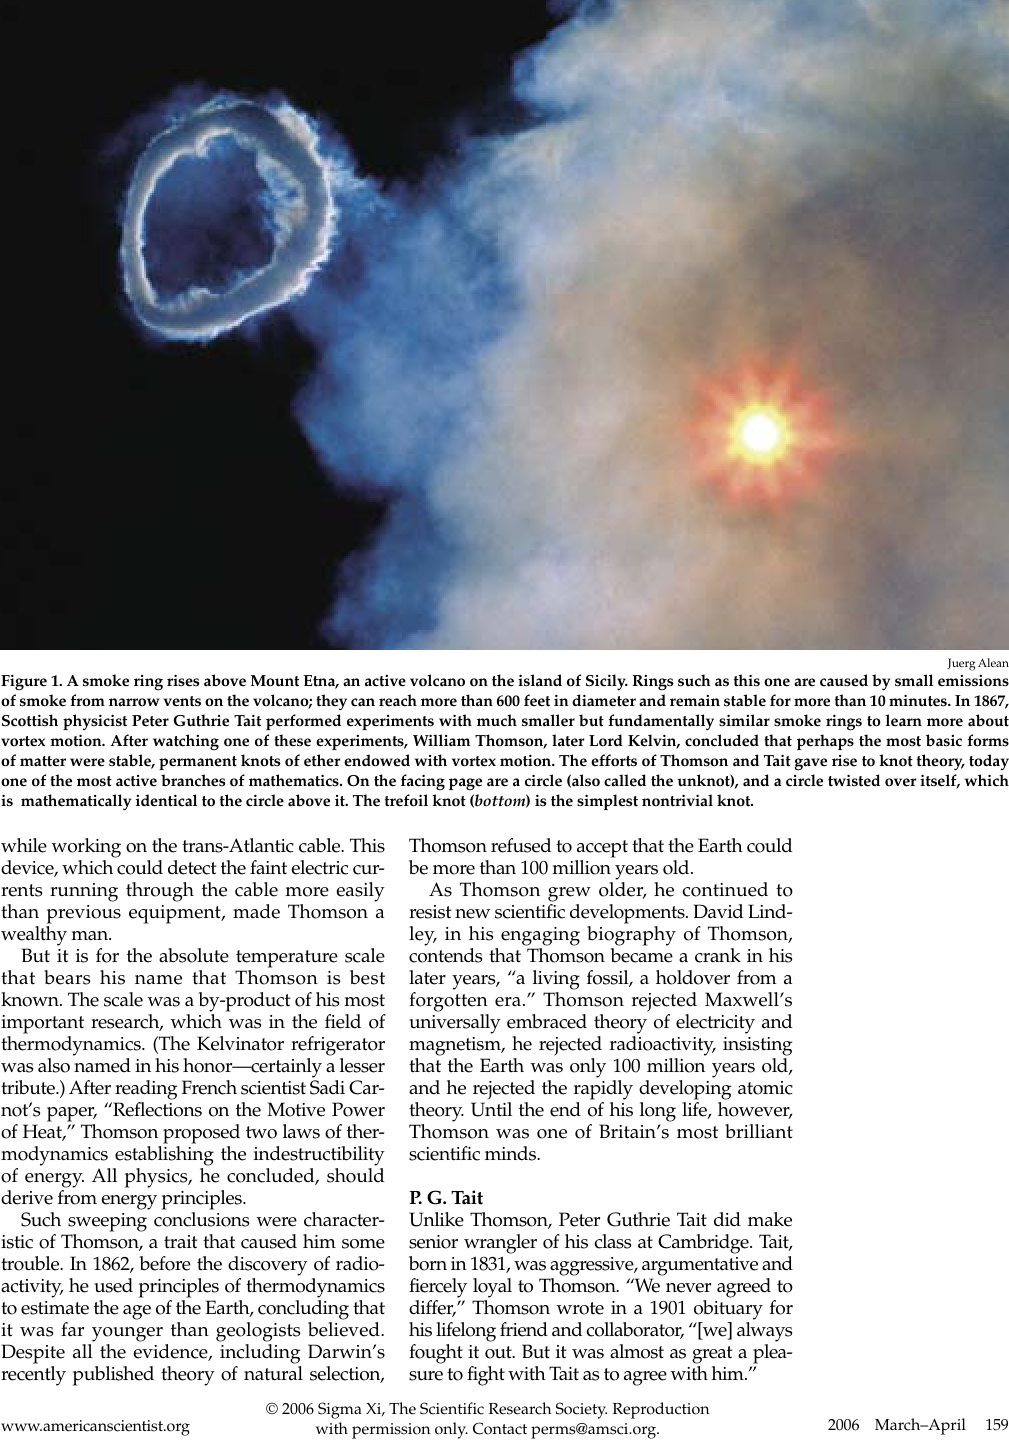 Juerg Alean
Figure 1. A smoke ring rises above Mount Etna, an active volcano on the island of Sicily. Rings such as this one are caused by small emissions
of smoke from narrow vents on the volcano; they can reach more than 600 feet in diameter and remain stable for more than 10 minutes. In 1867,
Scottish physicist Peter Guthrie Tait performed experiments with much smaller but fundamentally similar smoke rings to learn more about
vortex motion. After watching one of these experiments, William Thomson, later Lord Kelvin, concluded that perhaps the most basic forms
of matter were stable, permanent knots of ether endowed with vortex motion. The efforts of Thomson and Tait gave rise to knot theory, today
one of the most active branches of mathematics. On the facing page are a circle (also called the unknot), and a circle twisted over itself, which
is mathematically identical to the circle above it. The trefoil knot (bottom) is the simplest nontrivial knot.
while working on the trans-Atlantic cable. This
device, which could detect the faint electric cur-
rents running through the cable more easily
than previous equipment, made Thomson a
wealthy man.
But it is for the absolute temperature scale
that bears his name that Thomson is best
known. The scale was a by-product of his most
important research, which was in the field of
thermodynamics. (The Kelvinator refrigerator
was also named in his honor—certainly a lesser
tribute.) After reading French scientist Sadi Car-
not's paper, “Reflections on the Motive Power
of Heat,” Thomson proposed two laws of ther-
modynamics establishing the indestructibility
of energy. All physics, he concluded, should
derive from energy principles.
Such sweeping conclusions were character-
istic of Thomson, a trait that caused him some
trouble. In 1862, before the discovery of radio-
activity, he used principles of thermodynamics
to estimate the age of the Earth, concluding that
it was far younger than geologists believed.
Despite all the evidence, including Darwin's
recently published theory of natural selection,
Thomson refused to accept that the Earth could
be more than 100 million years old.
As Thomson grew older, he continued to
resist new scientific developments. David Lind-
ley, in his engaging biography of Thomson,
contends that Thomson became a crank in his
later years, “a living fossil, a holdover from a
forgotten era.” Thomson rejected Maxwell's
universally embraced theory of electricity and
magnetism, he rejected radioactivity, insisting
that the Earth was only 100 million years old,
and he rejected the rapidly developing atomic
theory. Until the end of his long life, however,
Thomson was one of Britain's most brilliant
scientific minds.
P. G. Tait
Unlike Thomson, Peter Guthrie Tait did make
senior wrangler of his class at Cambridge. Tait,
born in 1831, was aggressive, argumentative and
fiercely loyal to Thomson. “We never agreed to
differ,” Thomson wrote in a 1901 obituary for
his lifelong friend and collaborator, “[we] always
fought it out. But it was almost as great a plea-
sure to fight with Tait as to agree with him.”
www.americanscientist.org
© 2006 Sigma Xi, The Scientific Research Society. Reproduction
with permission only. Contact perms@amsci.org.
2006 March–April 159